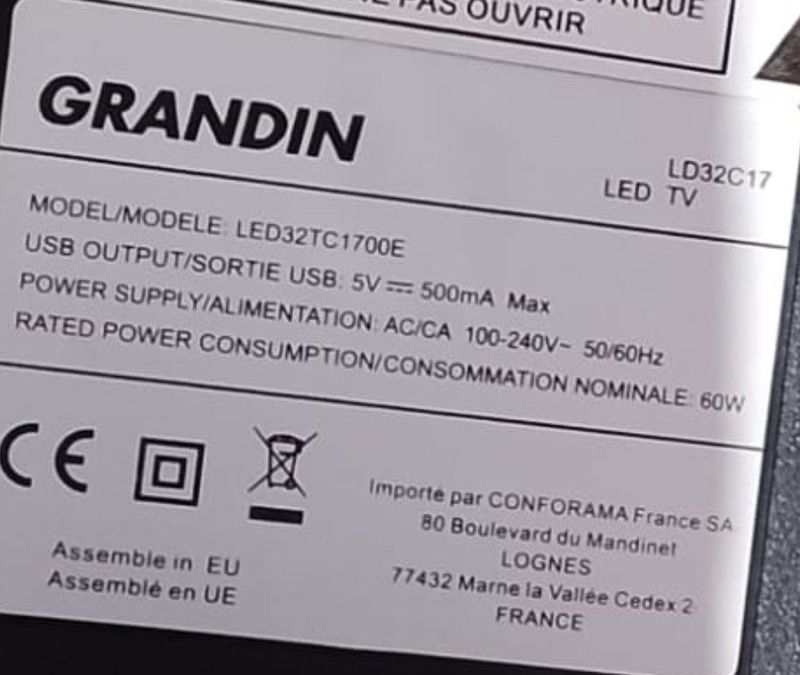 PAS OUVRIR
GRANDIN
LD32C17
LED TV
MODEL/MODELE: LED32TC1700E
USB OUTPUT/SORTIE USB: 5V⎓500mA Max
POWER SUPPLY/ALIMENTATION: AC/CA 100-240V~ 50/60Hz
RATED POWER CONSUMPTION/CONSOMMATION NOMINALE: 60W
CE
Importé par CONFORAMA France SA
80 Boulevard du Mandinet
LOGNES
77432 Marne la Vallée Cedex 2
FRANCE
Assemble in EU
Assemblé en UE